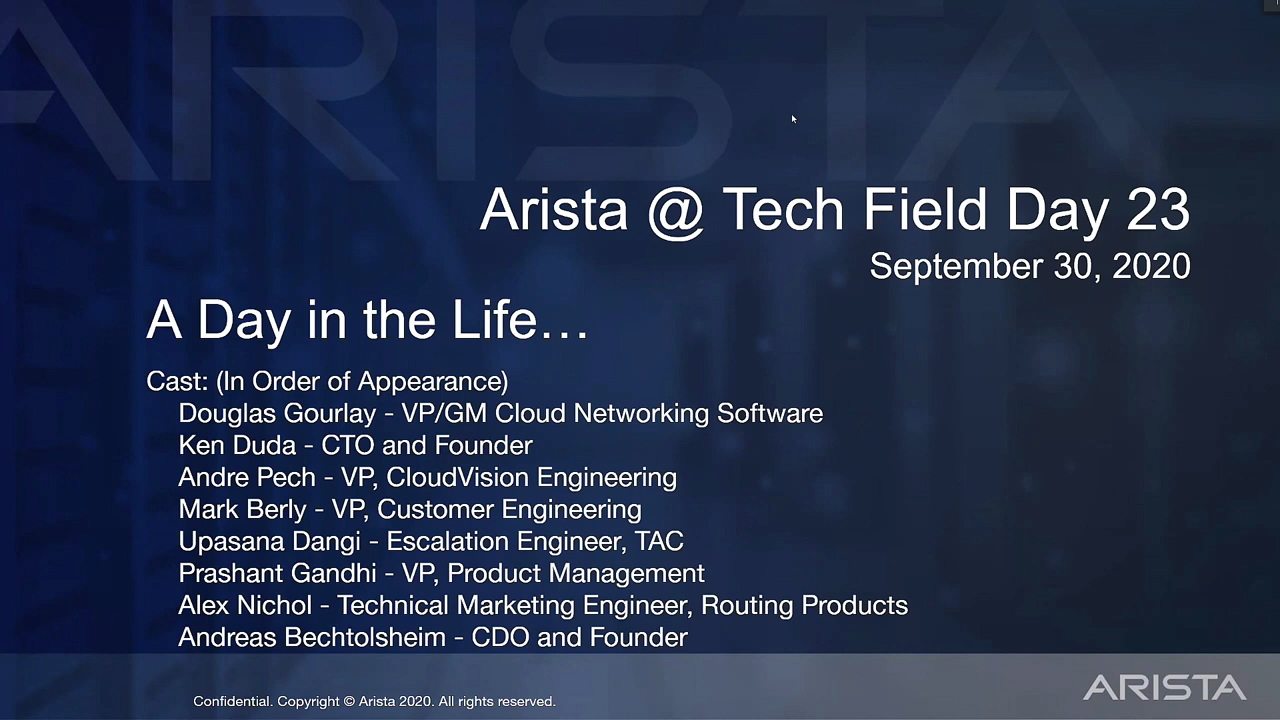 ARISTA
Arista @ Tech Field Day 23
September 30, 2020
A Day in the Life…
Cast: (In Order of Appearance)
Douglas Gourlay - VP/GM Cloud Networking Software
Ken Duda - CTO and Founder
Andre Pech - VP, CloudVision Engineering
Mark Berly - VP, Customer Engineering
Upasana Dangi - Escalation Engineer, TAC
Prashant Gandhi - VP, Product Management
Alex Nichol - Technical Marketing Engineer, Routing Products
Andreas Bechtolsheim - CDO and Founder
Confidential. Copyright © Arista 2020. All rights reserved.
ARISTA